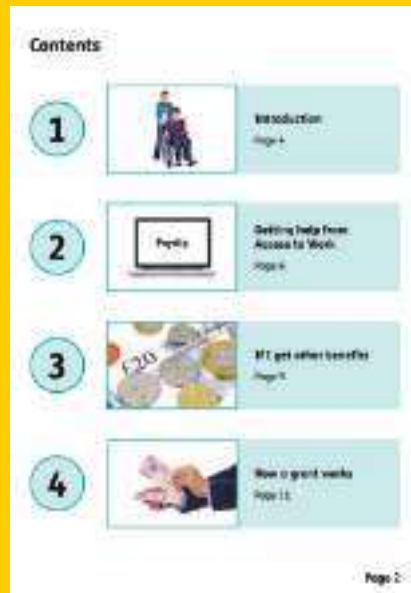 Contents
1
Introduction
Page 4
2
Payslip
Getting help from
Access to Work
Page 6
3
£20
If I get other benefits
Page 9
4
How a grant works
Page 11
Page 2